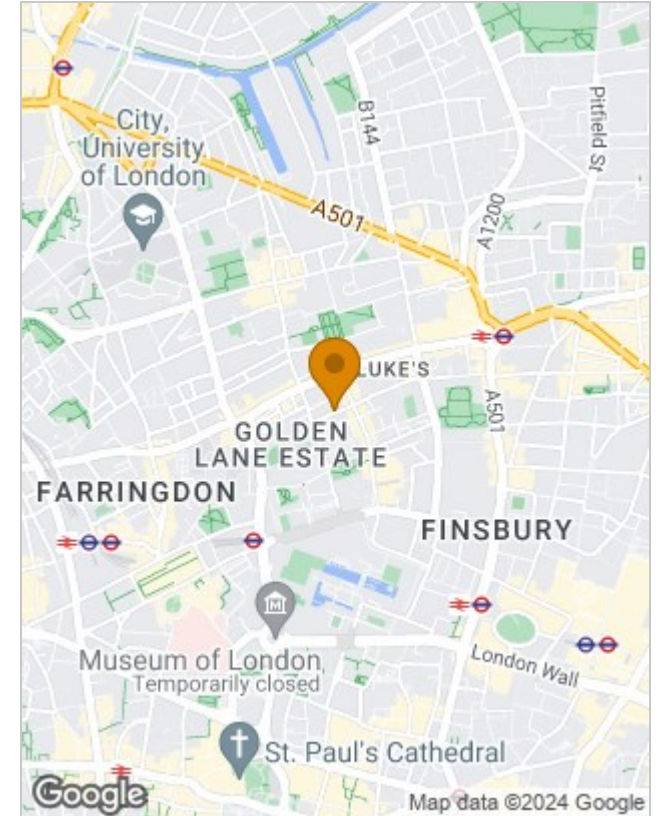 City,
University
of London
A501
B144
A1200
Pitfield St
LUKE'S
A501
GOLDEN
LANE ESTATE
FARRINGDON
FINSBURY
Museum of London
Temporarily closed
London Wall
St. Paul's Cathedral
Google
Map data ©2024 Google